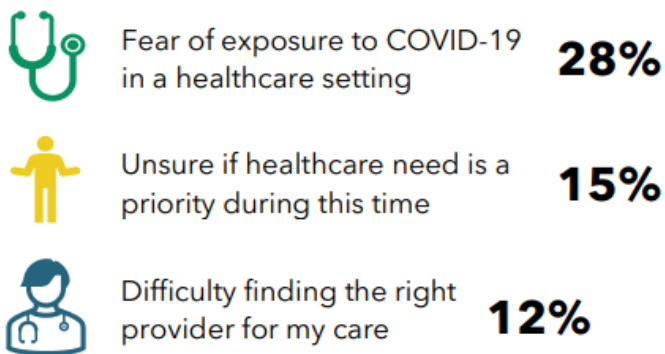 Fear of exposure to COVID-19
in a healthcare setting
28%
Unsure if healthcare need is a
priority during this time
15%
Difficulty finding the right
provider for my care
12%